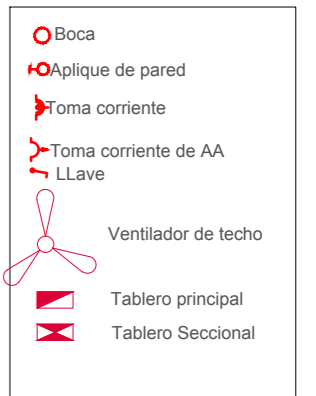 Boca
Aplique de pared
Toma corriente
Toma corriente de AA
LLave
Ventilador de techo
Tablero principal
Tablero Seccional